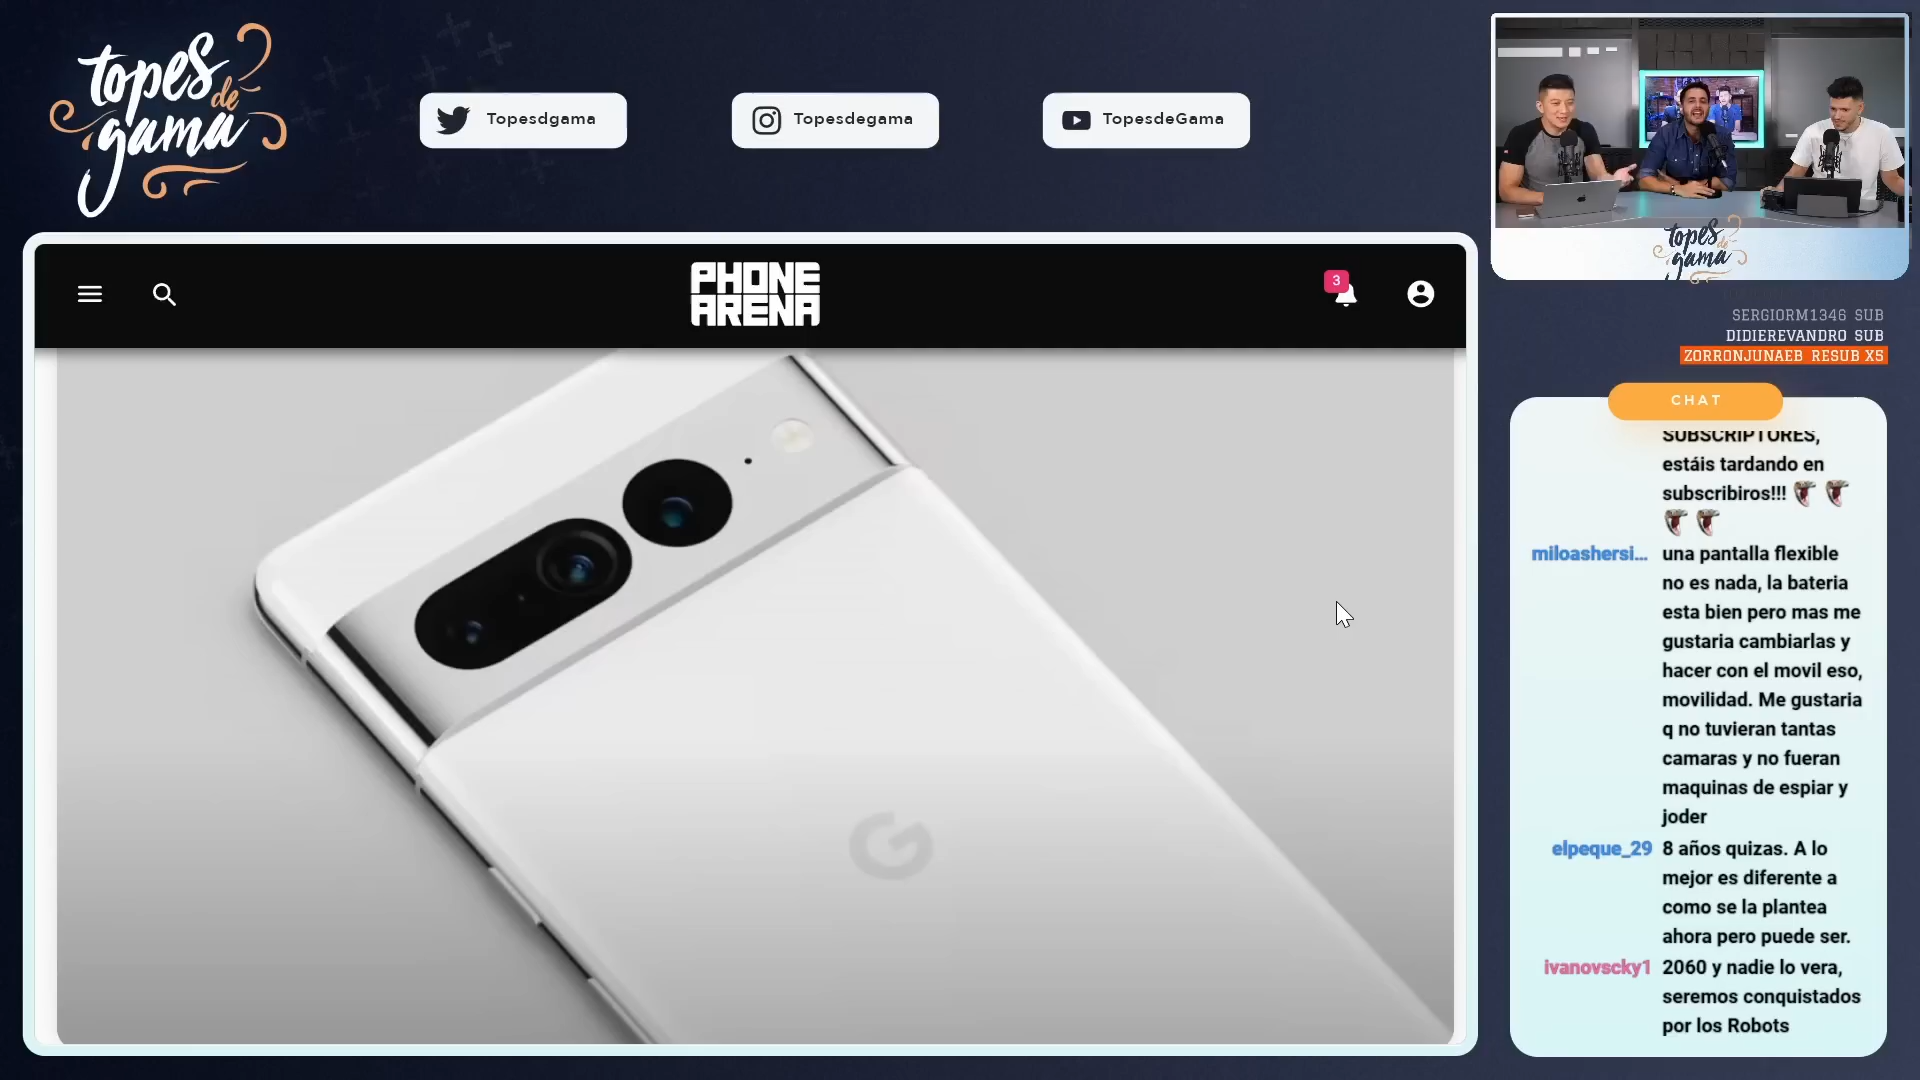 topes
de
gama
Topesdgama
Topesdegama
TopesdeGama
topes
de
gama
PHONE
ARENA
3
SERGIORM1346 SUB
DIDIEREVANDRO SUB
ZORRONJUNAEB RESUB X5
CHAT
SUBSCRIPTORES,
estáis tardando en
subscribiros!!!
miloashersi... una pantalla flexible
no es nada, la bateria
esta bien pero mas me
gustaria cambiarlas y
hacer con el movil eso,
movilidad. Me gustaria
q no tuvieran tantas
camaras y no fueran
maquinas de espiar y
joder
elpeque_29 8 años quizas. A lo
mejor es diferente a
como se la plantea
ahora pero puede ser.
ivanovscky1 2060 y nadie lo vera,
seremos conquistados
por los Robots
G